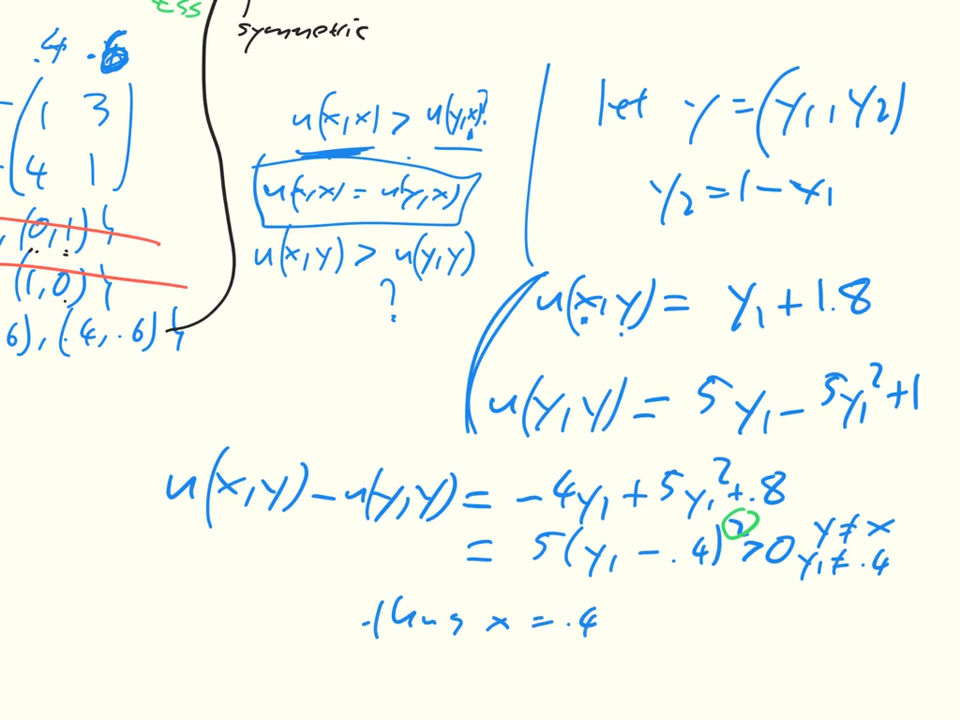 ESS
symmetric
.4 .6
1 3
4 1
, (0,1)}
(1,0)}
6), (.4, .6)}
u(x,x) > u(y,x)?
u(x,x) = u(y,x)
u(x,y) > u(y,y)
?
let y = (y₁, y₂)
y₂ = 1 - y₁
u(x,y) = y₁ + 1.8
u(y,y) = 5y₁ - 5y₁² + 1
u(x,y) - u(y,y) = -4y₁ + 5y₁² + .8
= 5(y₁ - .4)² > 0 y ≠ x
y₁ ≠ .4
thus x = .4